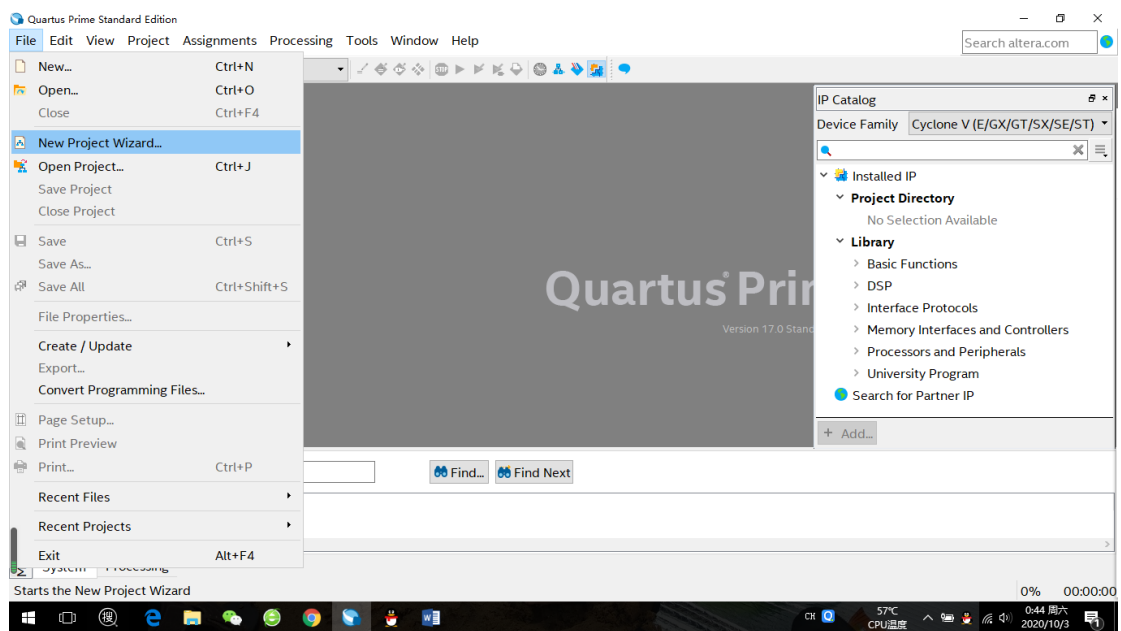 Quartus Prime Standard Edition
File Edit View Project Assignments Processing Tools Window Help
Search altera.com
New... Ctrl+N
Open... Ctrl+O
Close Ctrl+F4
New Project Wizard...
Open Project... Ctrl+J
Save Project
Close Project
Save Ctrl+S
Save As...
Save All Ctrl+Shift+S
File Properties...
Create / Update
Export...
Convert Programming Files...
Page Setup...
Print Preview
Print... Ctrl+P
Recent Files
Recent Projects
Exit Alt+F4
Quartus Prin
Version 17.0 Stand
IP Catalog
Device Family Cyclone V (E/GX/GT/SX/SE/ST)
Installed IP
Project Directory
No Selection Available
Library
Basic Functions
DSP
Interface Protocols
Memory Interfaces and Controllers
Processors and Peripherals
University Program
Search for Partner IP
+ Add...
Find... Find Next
System Processing
Starts the New Project Wizard
0% 00:00:00
搜
CH
57℃
CPU温度
0:44 周六
2020/10/3